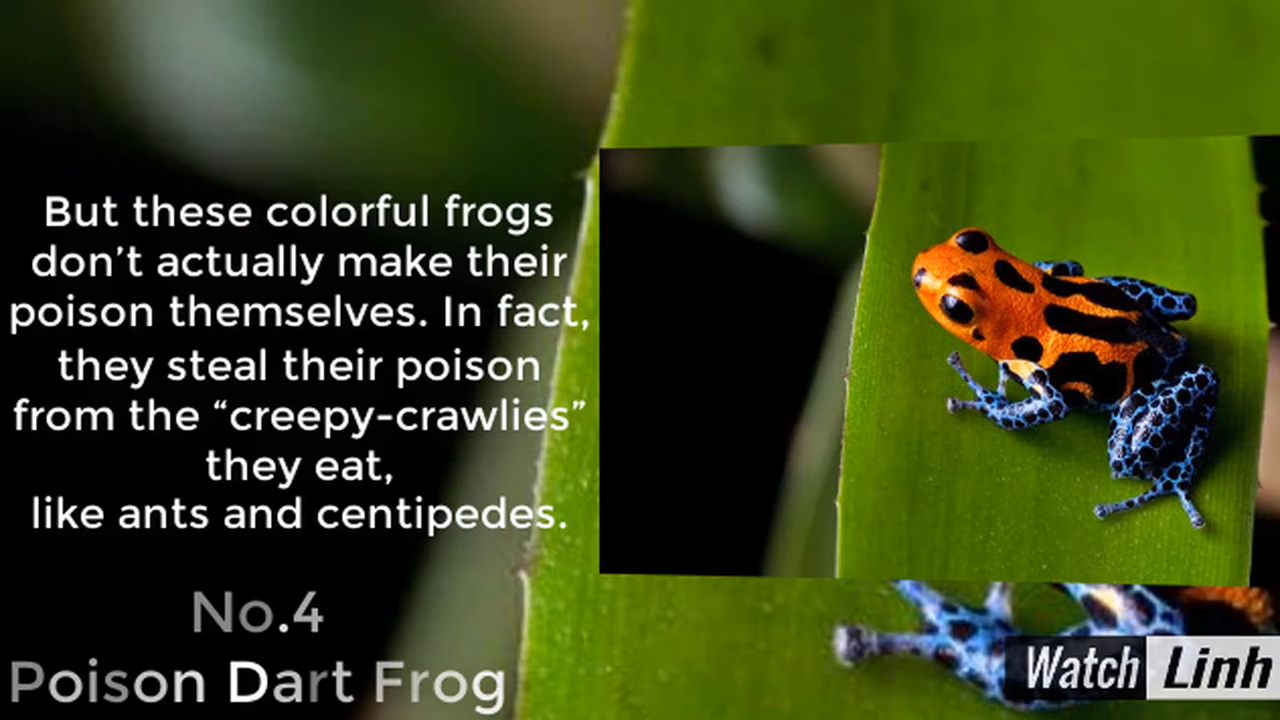 But these colorful frogs
don’t actually make their
poison themselves. In fact,
they steal their poison
from the “creepy-crawlies”
they eat,
like ants and centipedes.
No.4
Poison Dart Frog
Watch Linh